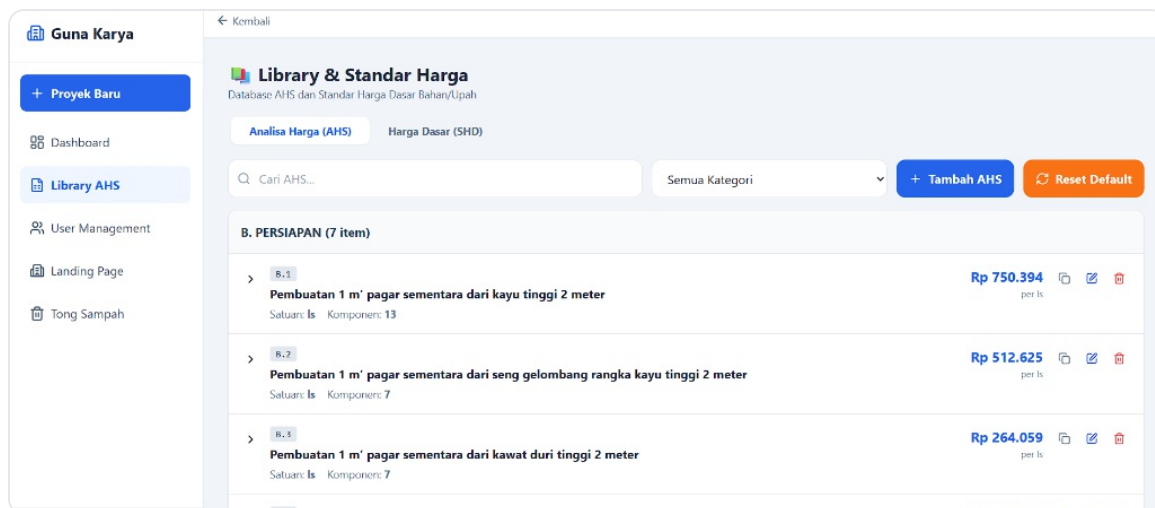 Guna Karya
+ Proyek Baru
Dashboard
Library AHS
User Management
Landing Page
Tong Sampah
← Kembali
Library & Standar Harga
Database AHS dan Standar Harga Dasar Bahan/Upah
Analisa Harga (AHS) Harga Dasar (SHD)
Cari AHS... Semua Kategori + Tambah AHS Reset Default
B. PERSIAPAN (7 item)
B.1
Pembuatan 1 m' pagar sementara dari kayu tinggi 2 meter
Satuan: ls Komponen: 13
Rp 750.394
per ls
B.2
Pembuatan 1 m' pagar sementara dari seng gelombang rangka kayu tinggi 2 meter
Satuan: ls Komponen: 7
Rp 512.625
per ls
B.3
Pembuatan 1 m' pagar sementara dari kawat duri tinggi 2 meter
Satuan: ls Komponen: 7
Rp 264.059
per ls